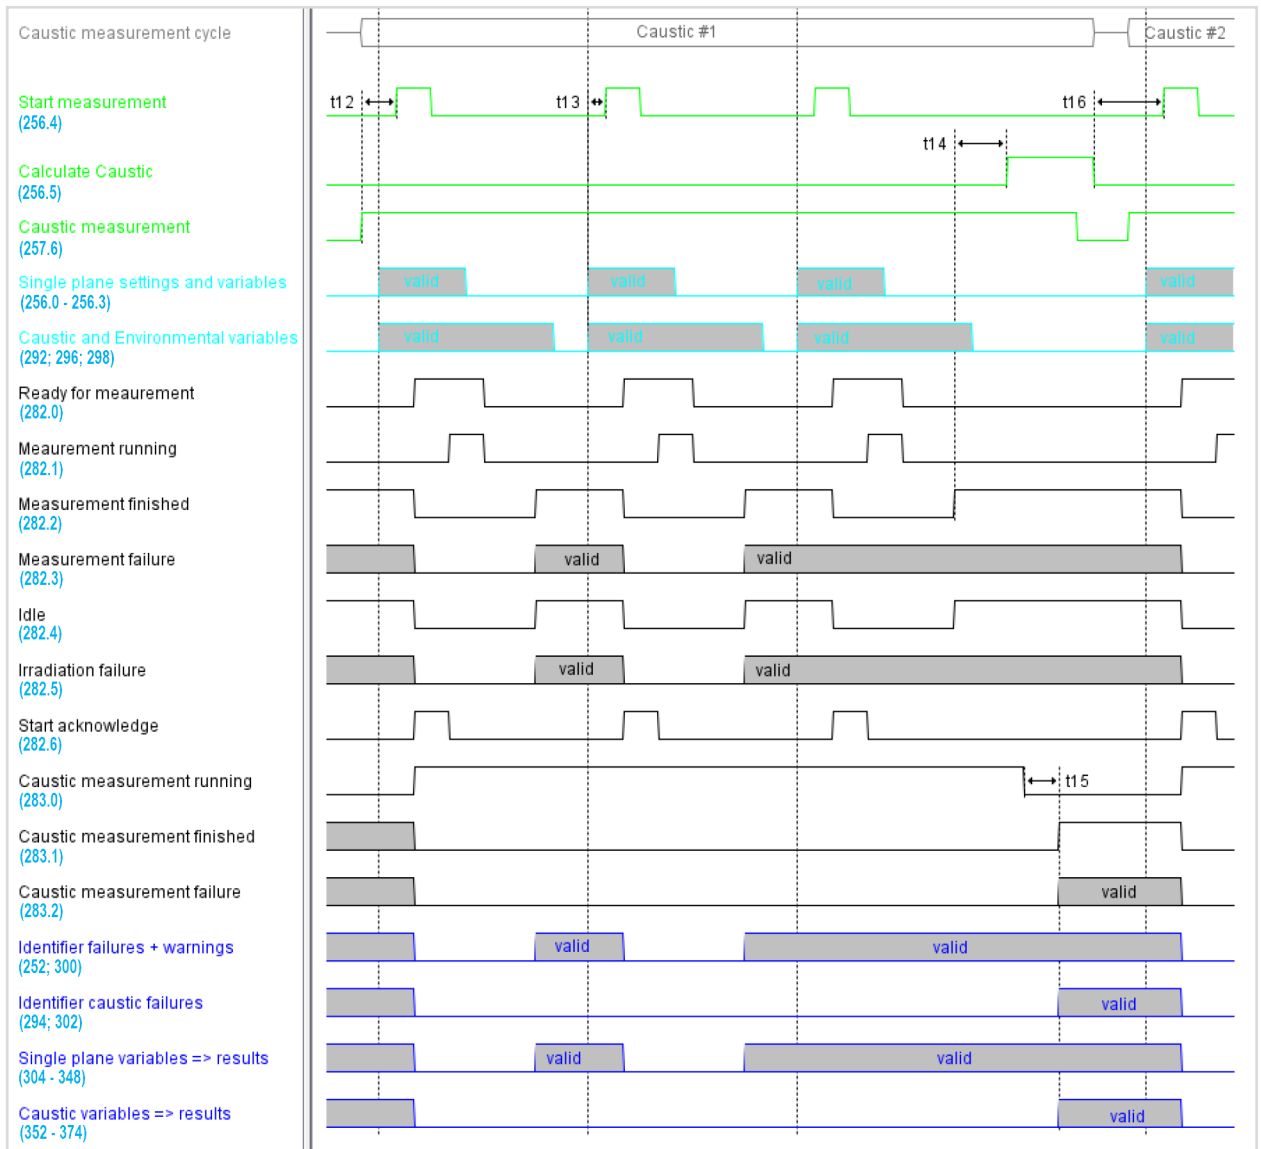 Caustic measurement cycle
Caustic #1
Caustic #2
Start measurement
(256.4)
t12
t13
t16
t14
Calculate Caustic
(256.5)
Caustic measurement
(257.6)
Single plane settings and variables
(256.0 - 256.3)
valid
valid
valid
valid
Caustic and Environmental variables
(292; 296; 298)
valid
valid
valid
valid
Ready for meaurement
(282.0)
Meaurement running
(282.1)
Measurement finished
(282.2)
Measurement failure
(282.3)
valid
valid
Idle
(282.4)
Irradiation failure
(282.5)
valid
valid
Start acknowledge
(282.6)
Caustic measurement running
(283.0)
t15
Caustic measurement finished
(283.1)
Caustic measurement failure
(283.2)
valid
Identifier failures + warnings
(252; 300)
valid
valid
Identifier caustic failures
(294; 302)
valid
Single plane variables => results
(304 - 348)
valid
valid
Caustic variables => results
(352 - 374)
valid